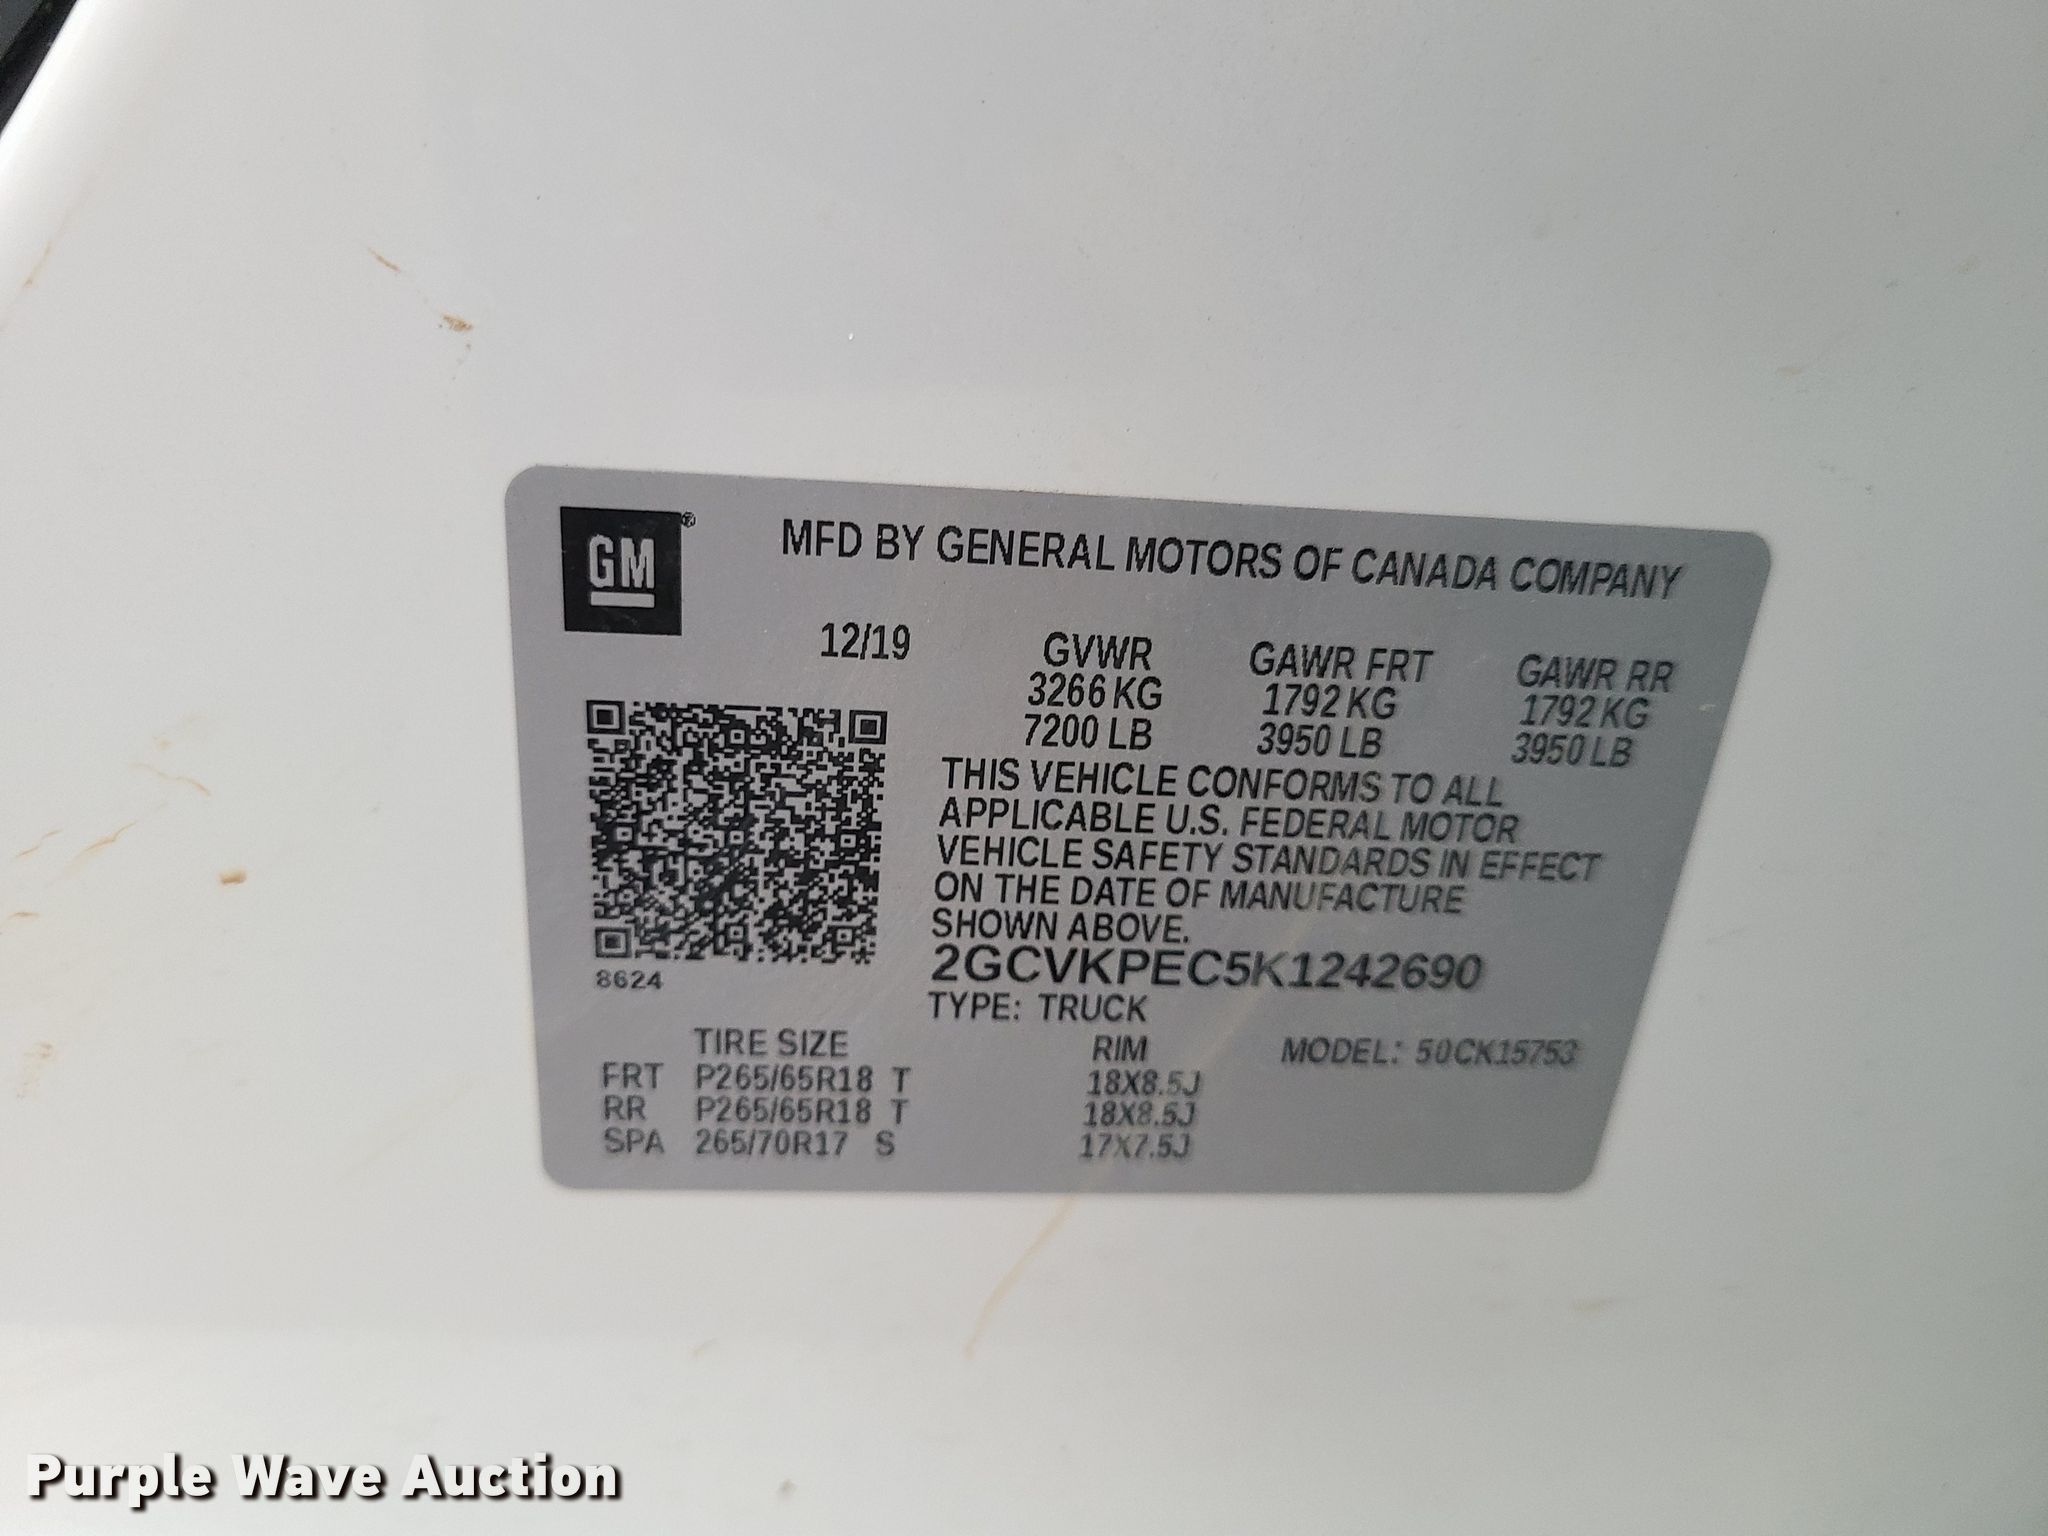 GM®
MFD BY GENERAL MOTORS OF CANADA COMPANY
12/19 GVWR GAWR FRT GAWR RR
3266 KG 1792 KG 1792 KG
7200 LB 3950 LB 3950 LB
THIS VEHICLE CONFORMS TO ALL
APPLICABLE U.S. FEDERAL MOTOR
VEHICLE SAFETY STANDARDS IN EFFECT
ON THE DATE OF MANUFACTURE
SHOWN ABOVE.
2GCVKPEC5K1242690
8624
TYPE: TRUCK
TIRE SIZE RIM MODEL: 50CK15753
FRT P265/65R18 T 18X8.5J
RR P265/65R18 T 18X8.5J
SPA 265/70R17 S 17X7.5J
Purple Wave Auction